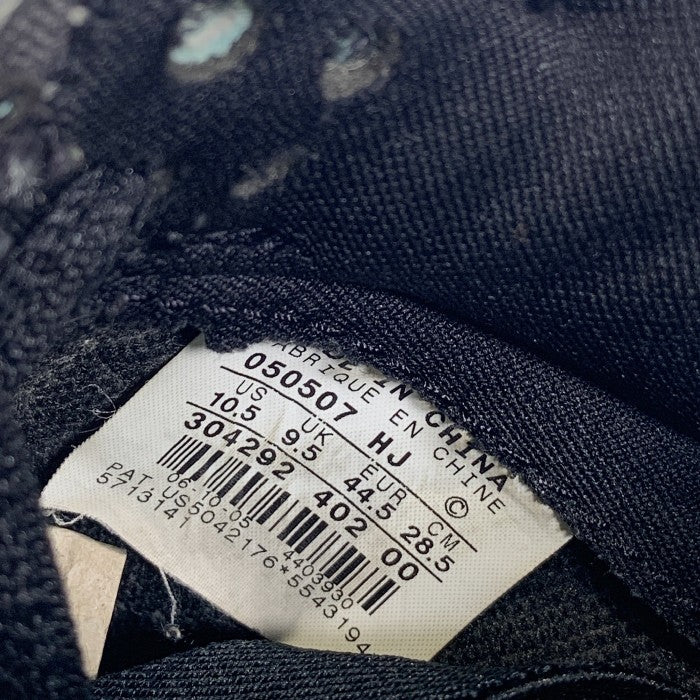 IN CHINA
FABRIQUE EN CHINE
050507 HJ ©
US UK EUR CM
10.5 9.5 44.5 28.5
304292 402 00
06-10-05 4403930
PAT. US5042176*5543194
5713141